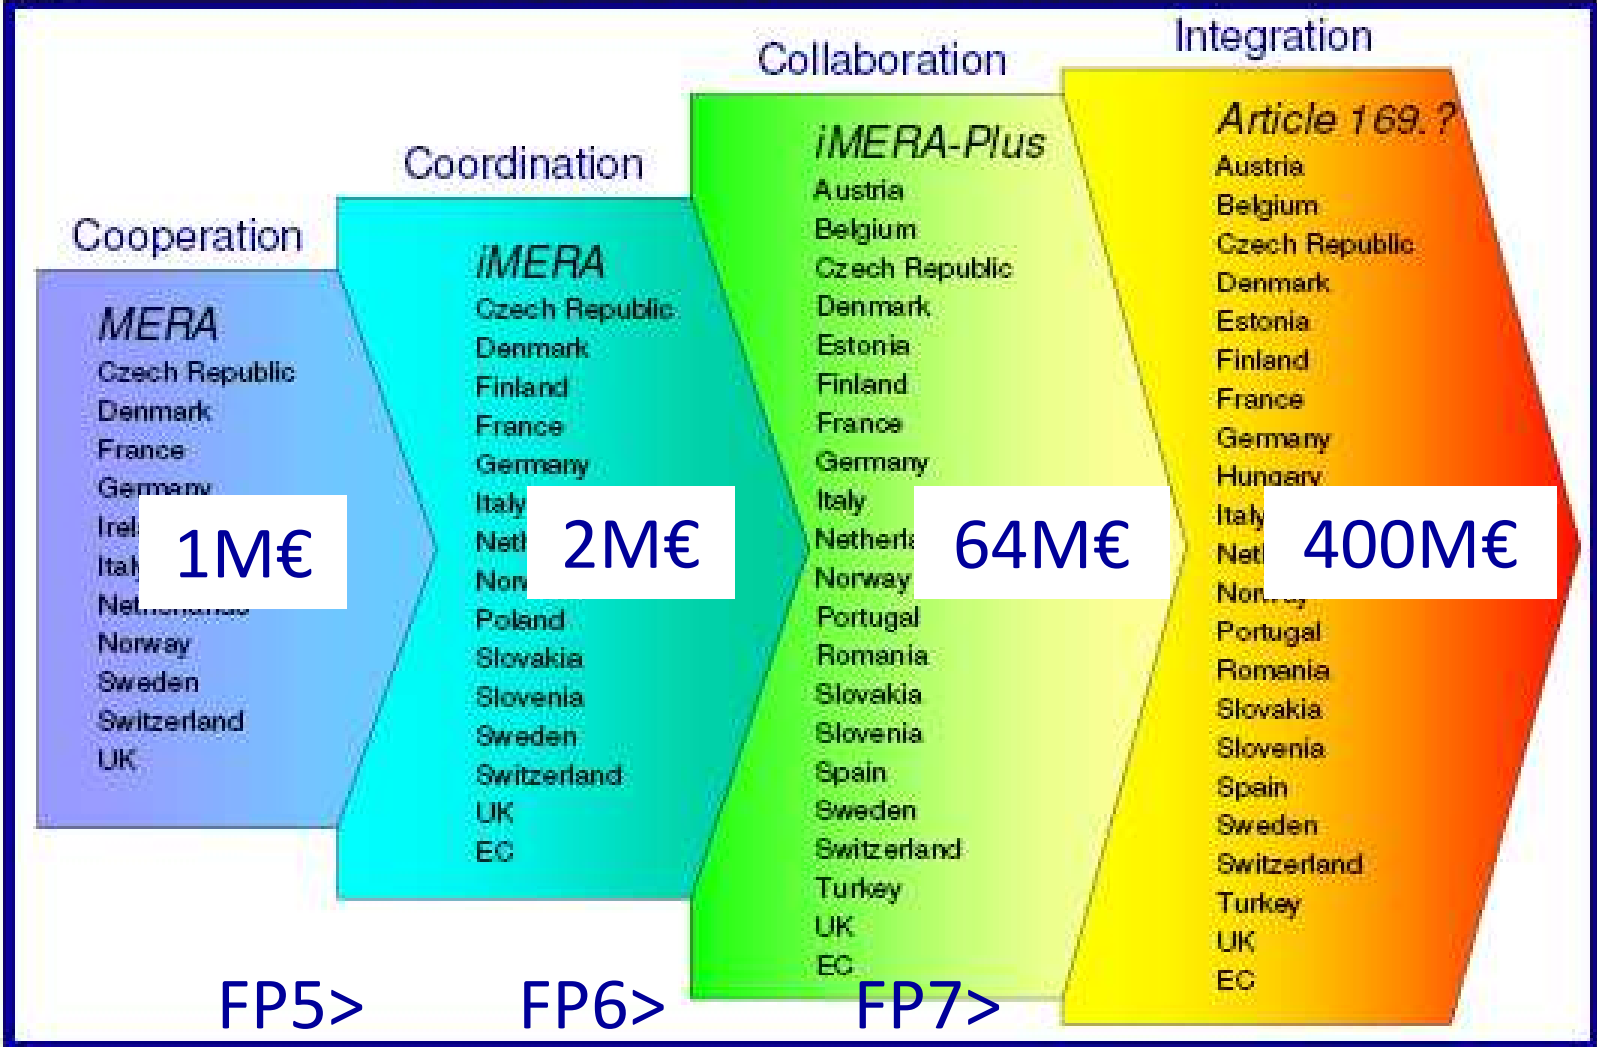 Cooperation
MERA
Czech Republic
Denmark
France
Germany
Norway
Sweden
Switzerland
UK
1M€
FP5>
Coordination
iMERA
Czech Republic
Denmark
Finland
France
Germany
Italy
Poland
Slovakia
Slovenia
Sweden
Switzerland
UK
EC
2M€
FP6>
Collaboration
iMERA-Plus
Austria
Belgium
Czech Republic
Denmark
Estonia
Finland
France
Germany
Italy
Norway
Portugal
Romania
Slovakia
Slovenia
Spain
Sweden
Switzerland
Turkey
UK
EC
64M€
FP7>
Integration
Article 169.?
Austria
Belgium
Czech Republic
Denmark
Estonia
Finland
France
Germany
Hungary
Italy
Norway
Portugal
Romania
Slovakia
Slovenia
Spain
Sweden
Switzerland
Turkey
UK
EC
400M€